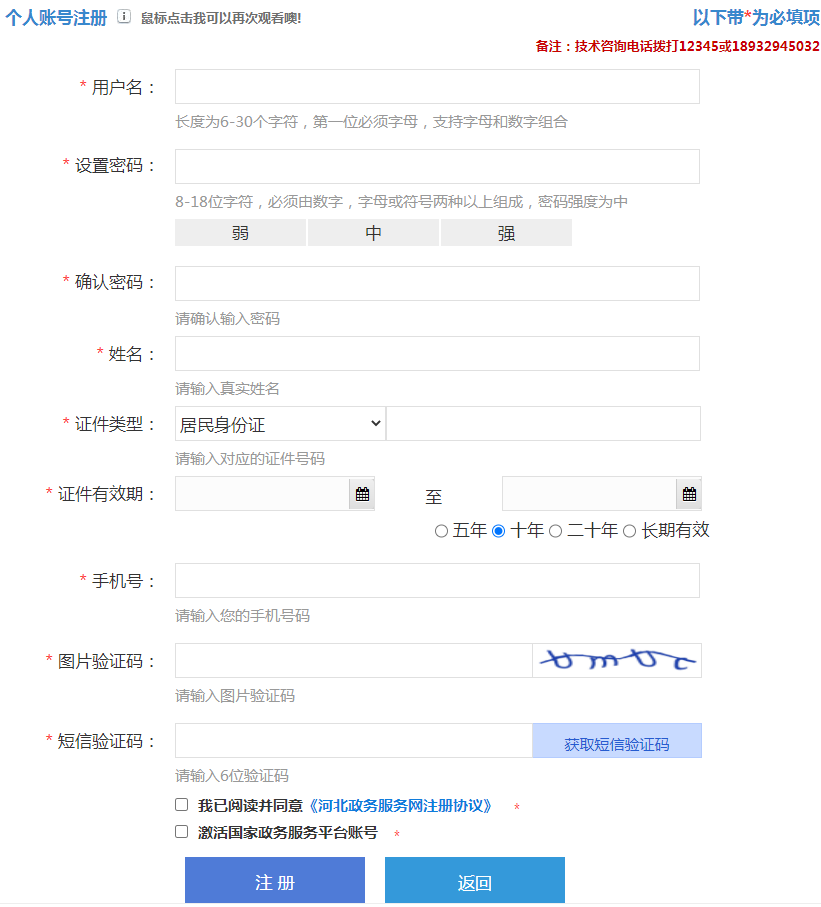 个人账号注册 i 鼠标点击我可以再次观看噢! 以下带*为必填项
备注：技术咨询电话拨打12345或18932945032
* 用户名：
长度为6-30个字符，第一位必须字母，支持字母和数字组合
* 设置密码：
8-18位字符，必须由数字，字母或符号两种以上组成，密码强度为中
弱 中 强
* 确认密码：
请确认输入密码
* 姓名：
请输入真实姓名
* 证件类型： 居民身份证
请输入对应的证件号码
* 证件有效期： 至
五年 十年 二十年 长期有效
* 手机号：
请输入您的手机号码
* 图片验证码：
请输入图片验证码
* 短信验证码： 获取短信验证码
请输入6位验证码
我已阅读并同意《河北政务服务网注册协议》 *
激活国家政务服务平台账号 *
注 册 返回